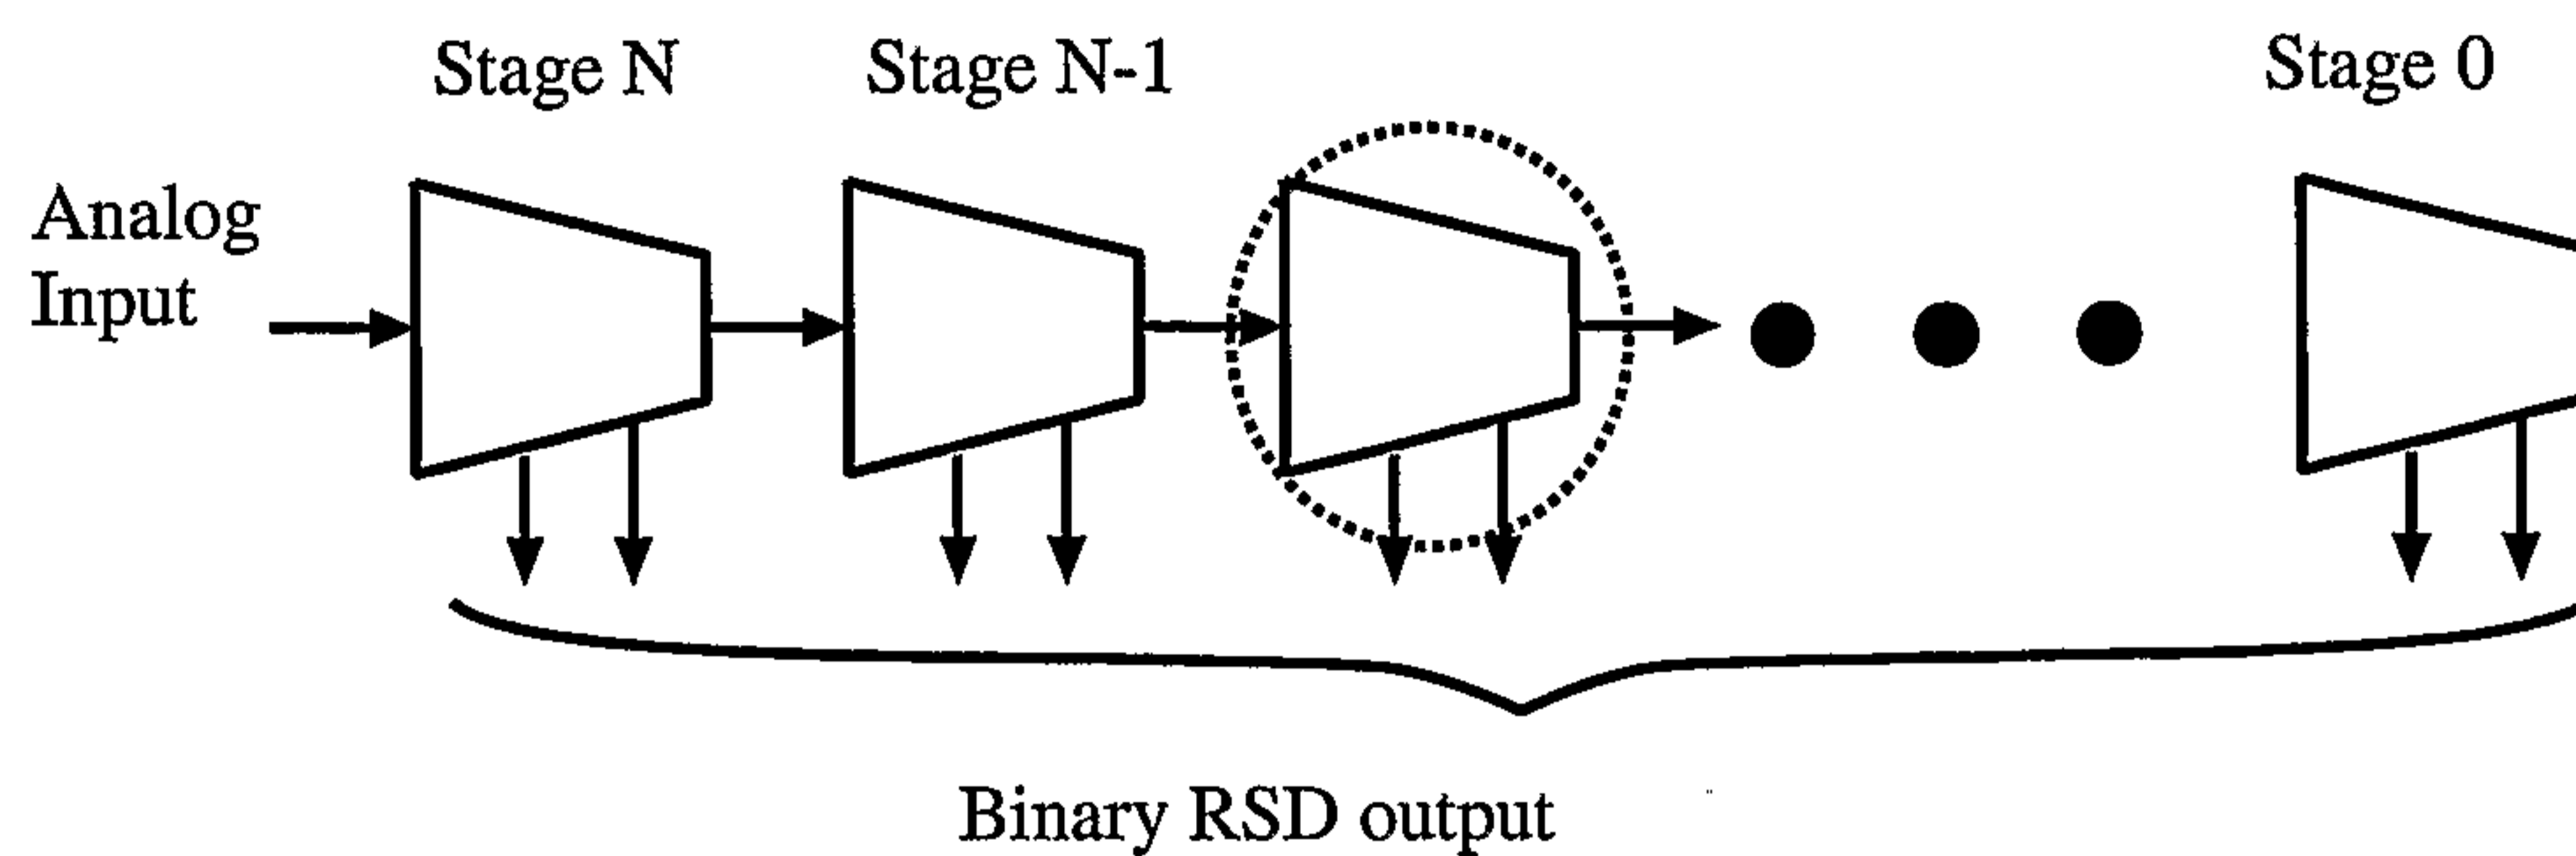 Stage N
Stage N-1
Stage 0
Analog
Input
Binary RSD output